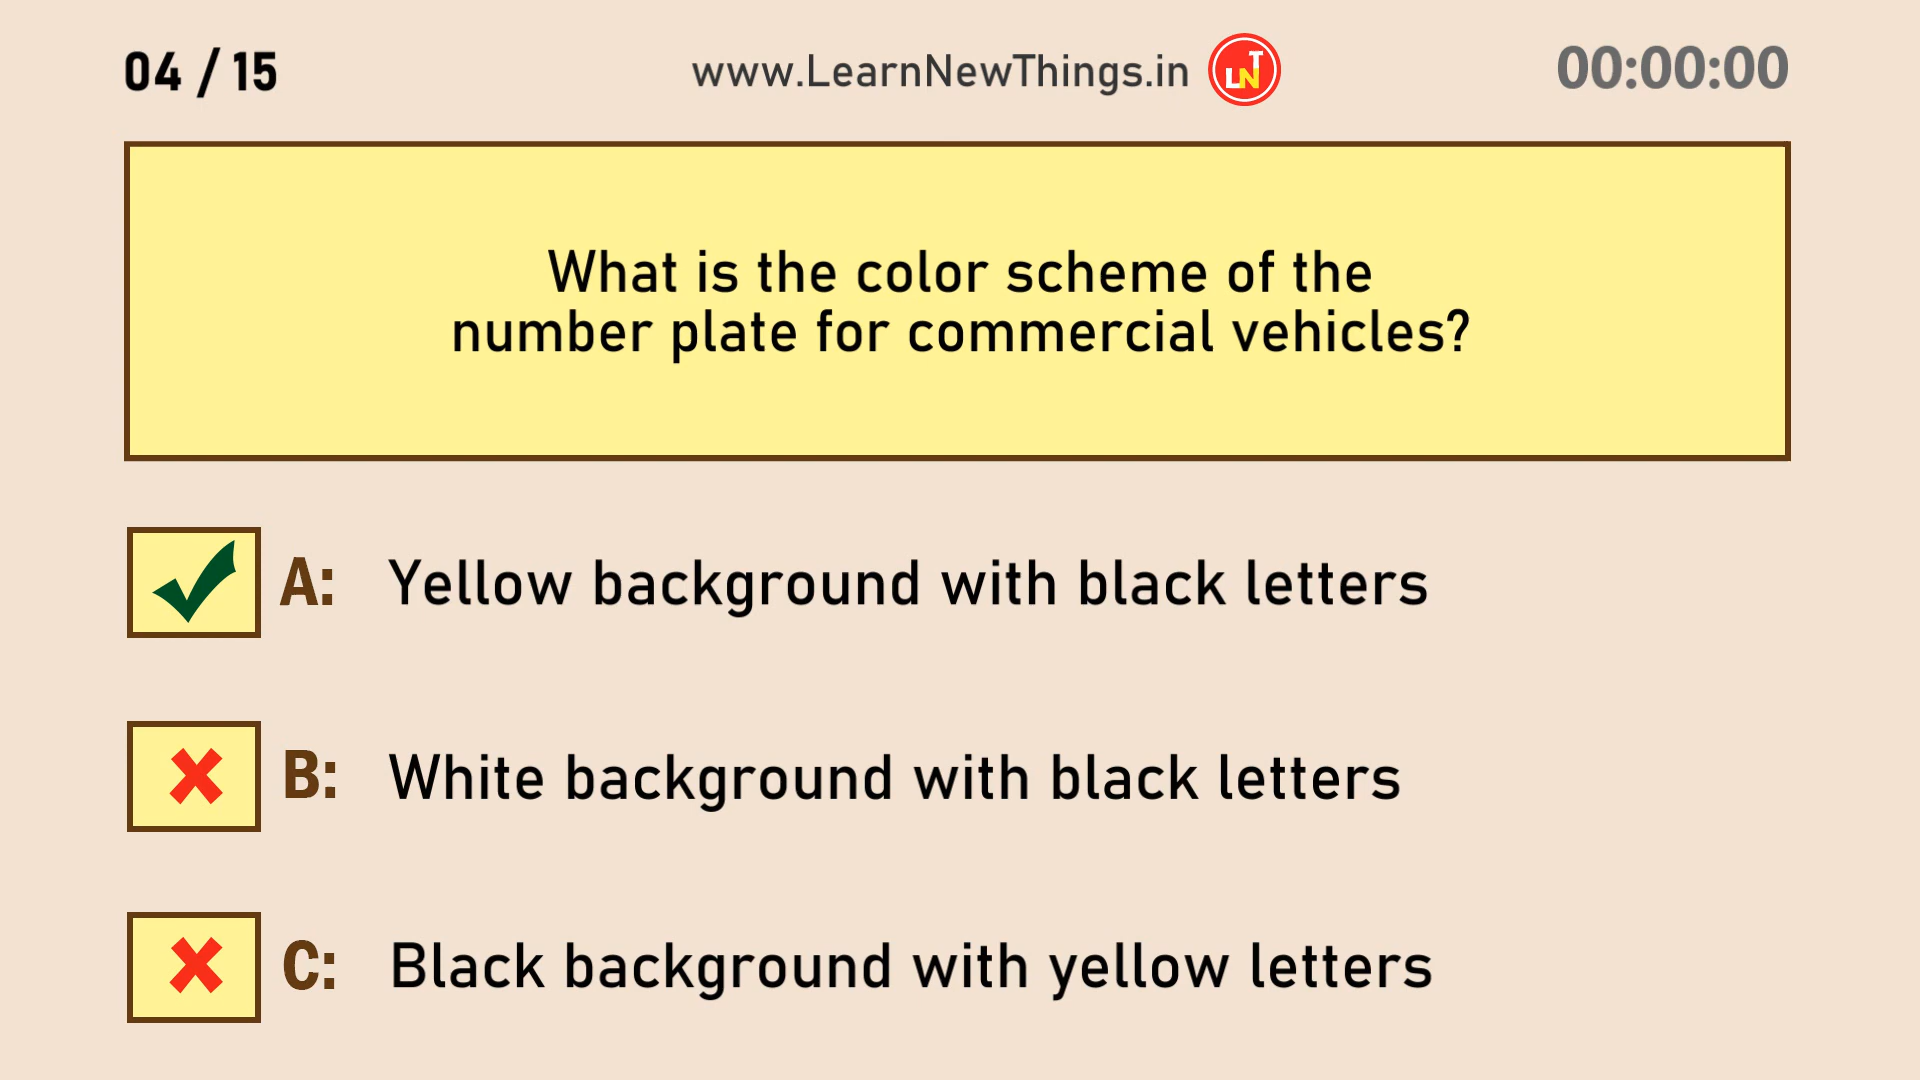 04 / 15
www.LearnNewThings.in
LNT
00:00:00
What is the color scheme of the
number plate for commercial vehicles?
A: Yellow background with black letters
B: White background with black letters
C: Black background with yellow letters